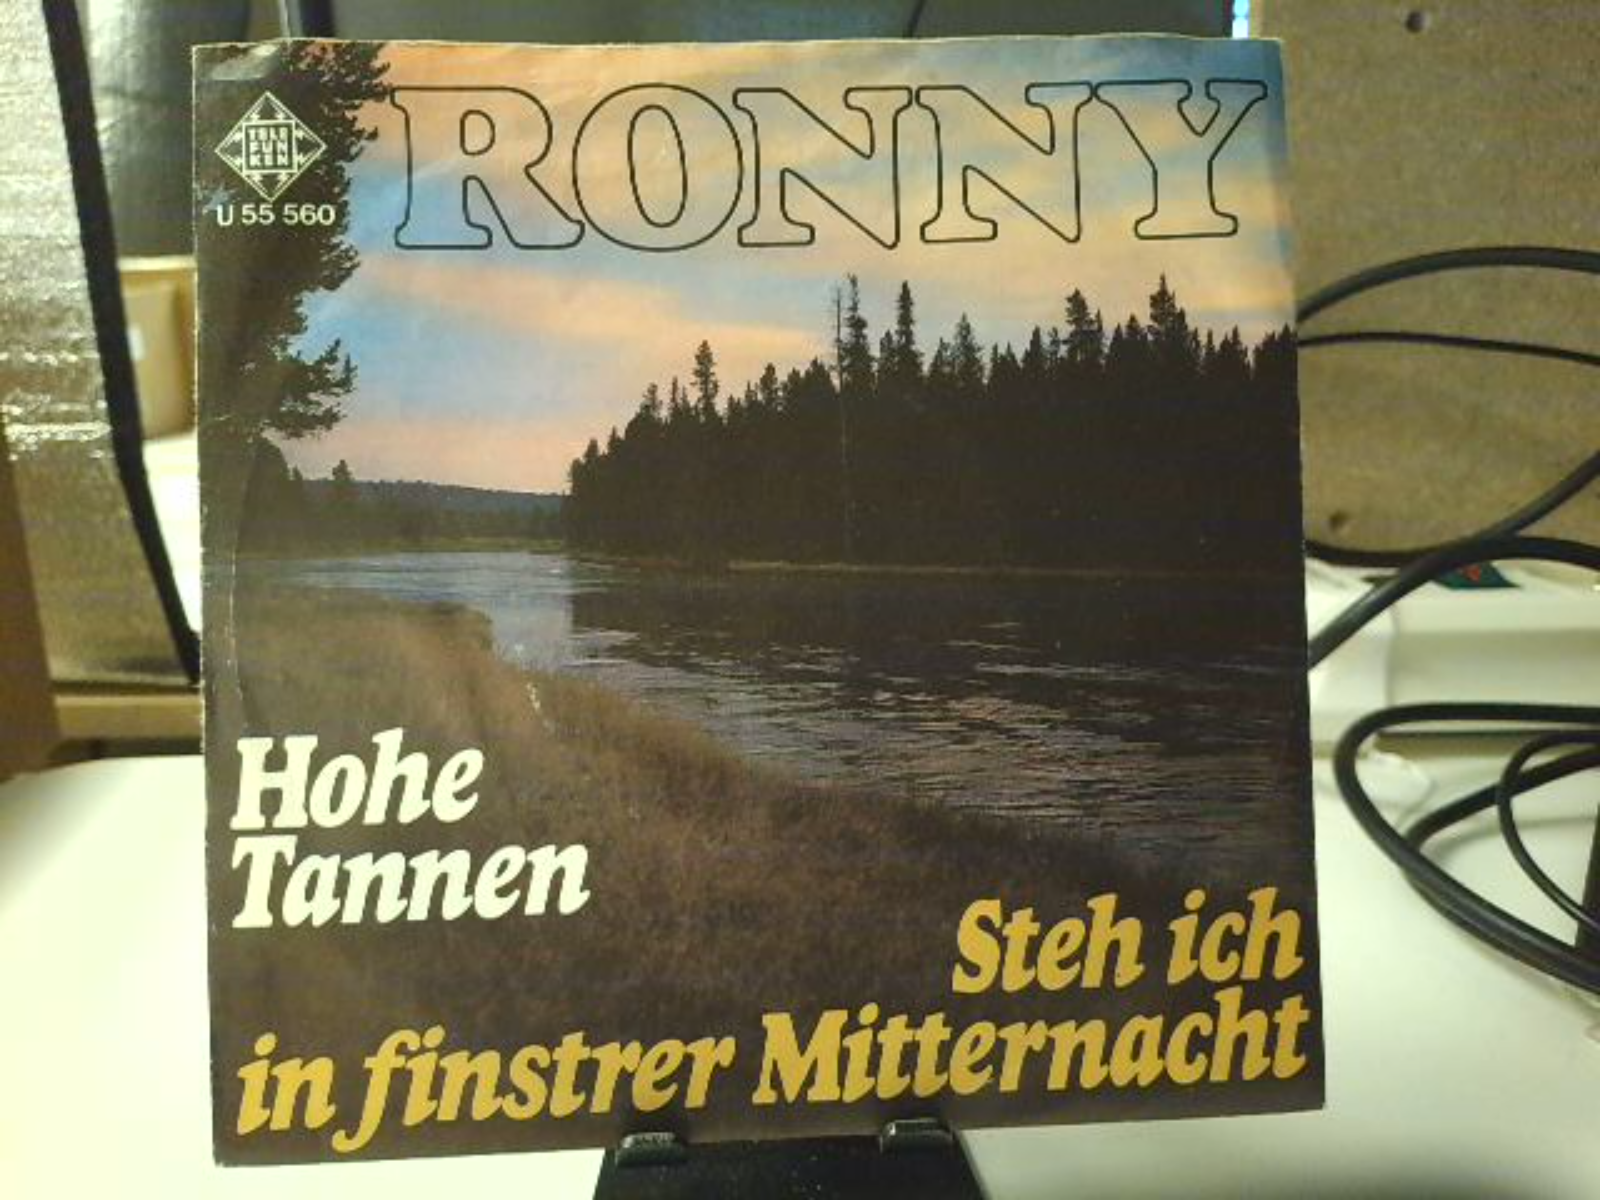 RONNY
TELE
FUN
KEN
U 55 560
Hohe
Tannen
Steh ich
in finstrer Mitternacht